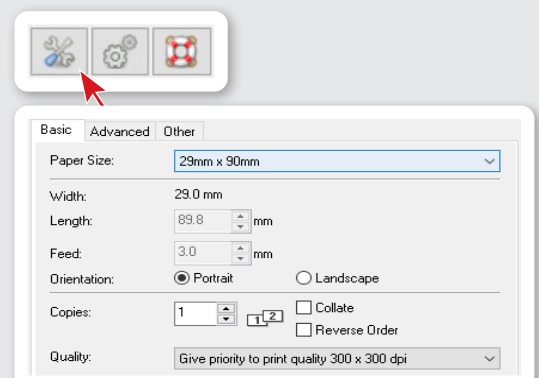 Basic Advanced Other
Paper Size: 29mm x 90mm
Width: 29.0 mm
Length: 89.8 mm
Feed: 3.0 mm
Orientation: Portrait Landscape
Copies: 1 1 2 Collate
Reverse Order
Quality: Give priority to print quality 300 x 300 dpi